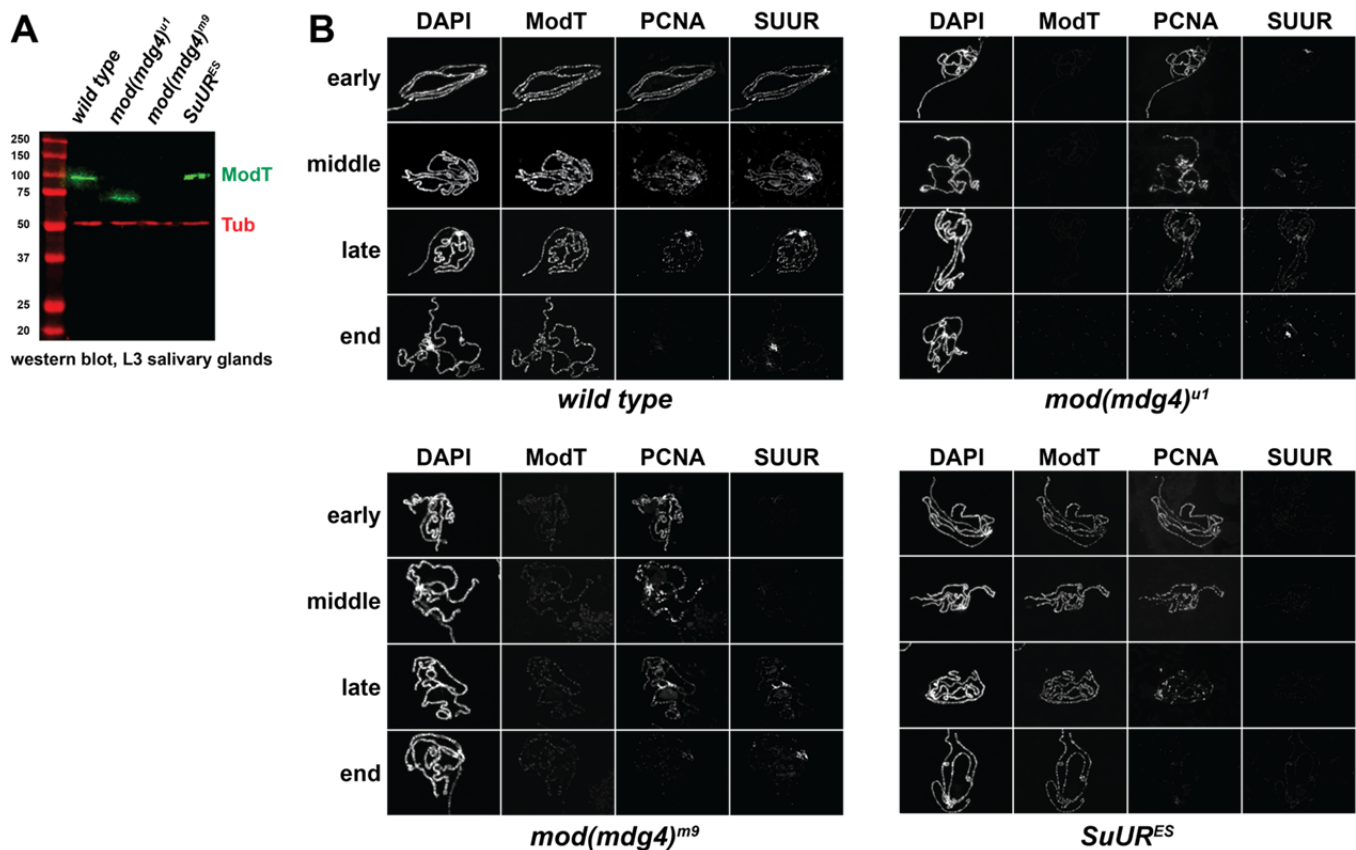 A
wild type
mod(mdg4)u1
mod(mdg4)m9
SuURES
250
150
100
75
50
37
25
20
ModT
Tub
western blot, L3 salivary glands
B
DAPI ModT PCNA SUUR
early
middle
late
end
wild type
DAPI ModT PCNA SUUR
mod(mdg4)u1
DAPI ModT PCNA SUUR
early
middle
late
end
mod(mdg4)m9
DAPI ModT PCNA SUUR
SuURES